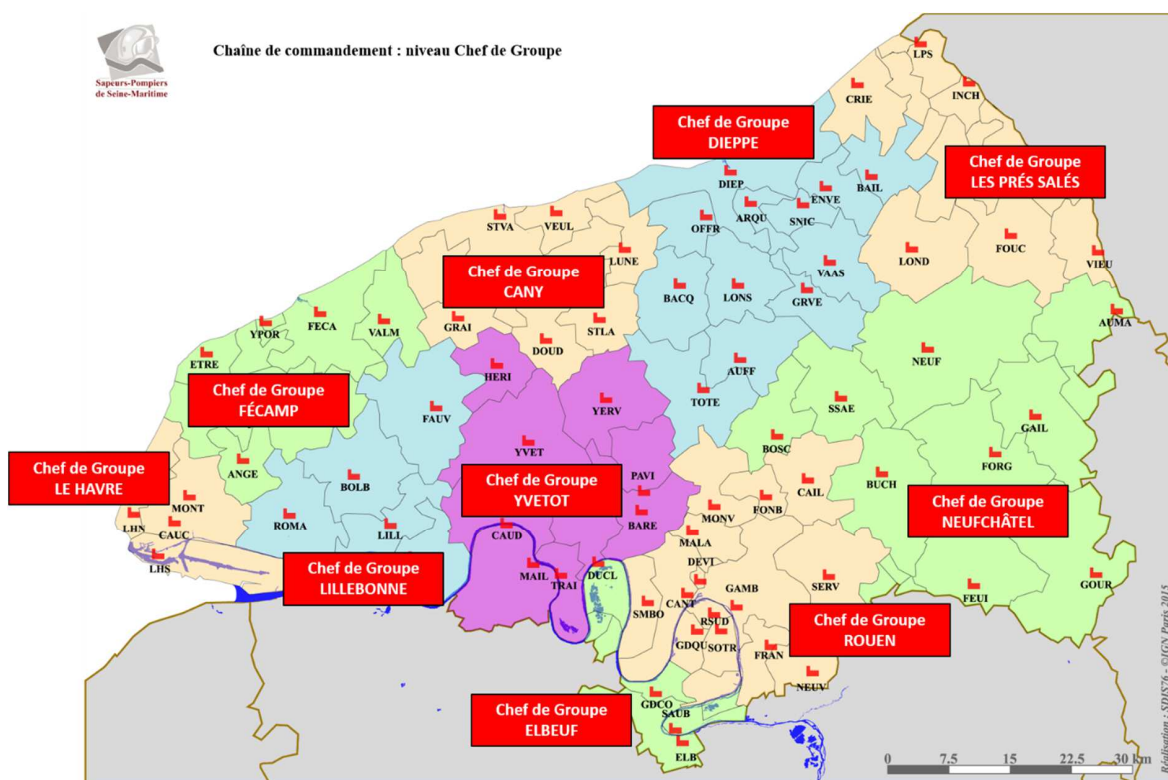 Chaîne de commandement : niveau Chef de Groupe
Sapeurs-Pompiers
de Seine-Maritime
LPS
INCH
CRIE
Chef de Groupe
DIEPPE
Chef de Groupe
LES PRÉS SALÉS
DIEP
ENVE
BAIL
ARQU
SNIC
OFFR
STVA
VEUL
LUNE
LOND
FOUC
VIEU
VAAS
Chef de Groupe
CANY
BACQ
LONS
GRVE
AUMA
YPOR
FECA
VALM
GRAI
STLA
DOUD
NEUF
ETRE
HERI
AUFF
TOTE
Chef de Groupe
FÉCAMP
FAUV
YERV
SSAE
GAIL
BOSC
YVET
FORG
ANGE
Chef de Groupe
LE HAVRE
BOLB
PAVI
CAIL
BUCH
Chef de Groupe
YVETOT
MONT
FONB
MONV
BARE
Chef de Groupe
NEUFCHÂTEL
LHN
CAUC
ROMA
LILL
CAUD
MALA
LHS
DEVI
Chef de Groupe
LILLEBONNE
MAIL
TRAI
DUCL
GAMB
SERV
FEUI
GOUR
CANT
SMBO
RSUD
GDQU
SOTR
Chef de Groupe
ROUEN
FRAN
NEUV
GDCO
SAUB
Chef de Groupe
ELBEUF
ELB
0 7.5 15 22.5 30 km
Réalisation : SDIS76 - ©IGN Paris 2015